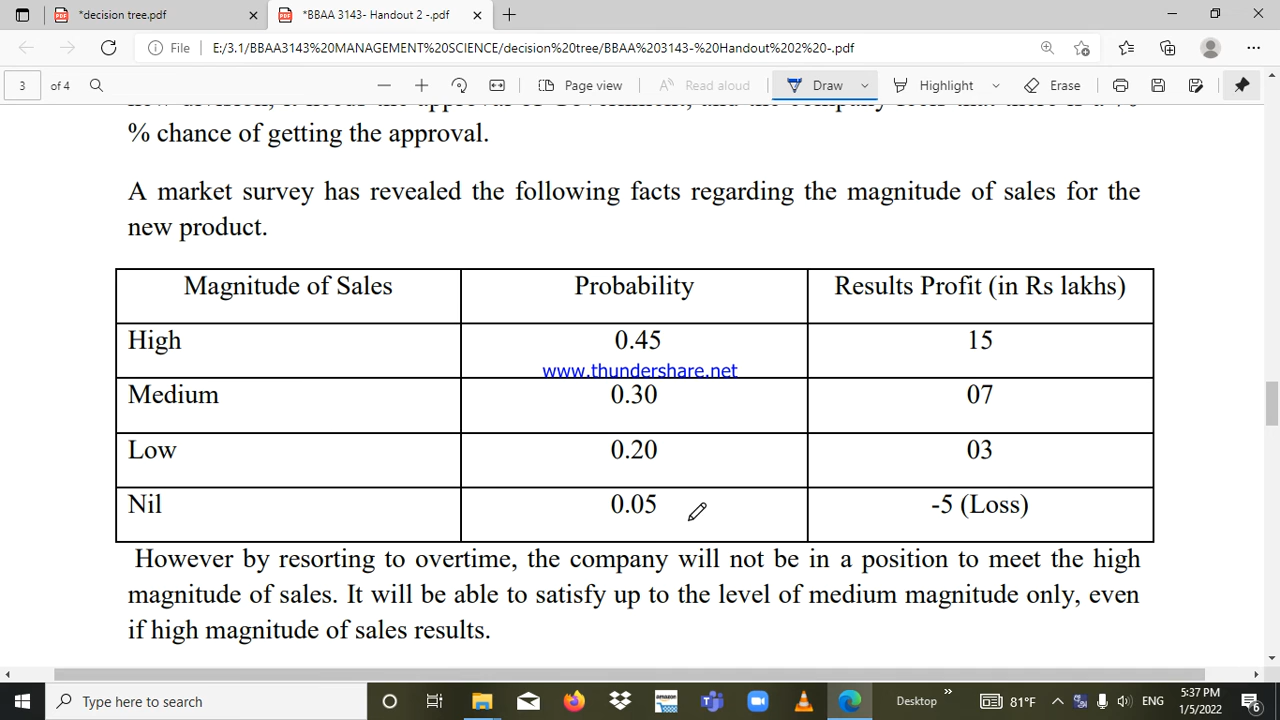 *decision tree.pdf
*BBAA 3143- Handout 2 -.pdf
File
E:/3.1/BBAA3143%20MANAGEMENT%20SCIENCE/decision%20tree/BBAA%203143-%20Handout%202%20-.pdf
3 of 4
Page view
Read aloud
Draw
Highlight
Erase
% chance of getting the approval.
A market survey has revealed the following facts regarding the magnitude of sales for the
new product.
Magnitude of Sales Probability Results Profit (in Rs lakhs)
High 0.45 15
www.thundershare.net
Medium 0.30 07
Low 0.20 03
Nil 0.05 -5 (Loss)
However by resorting to overtime, the company will not be in a position to meet the high
magnitude of sales. It will be able to satisfy up to the level of medium magnitude only, even
if high magnitude of sales results.
Type here to search
amazon
Desktop
81°F
ENG
5:37 PM
1/5/2022
6